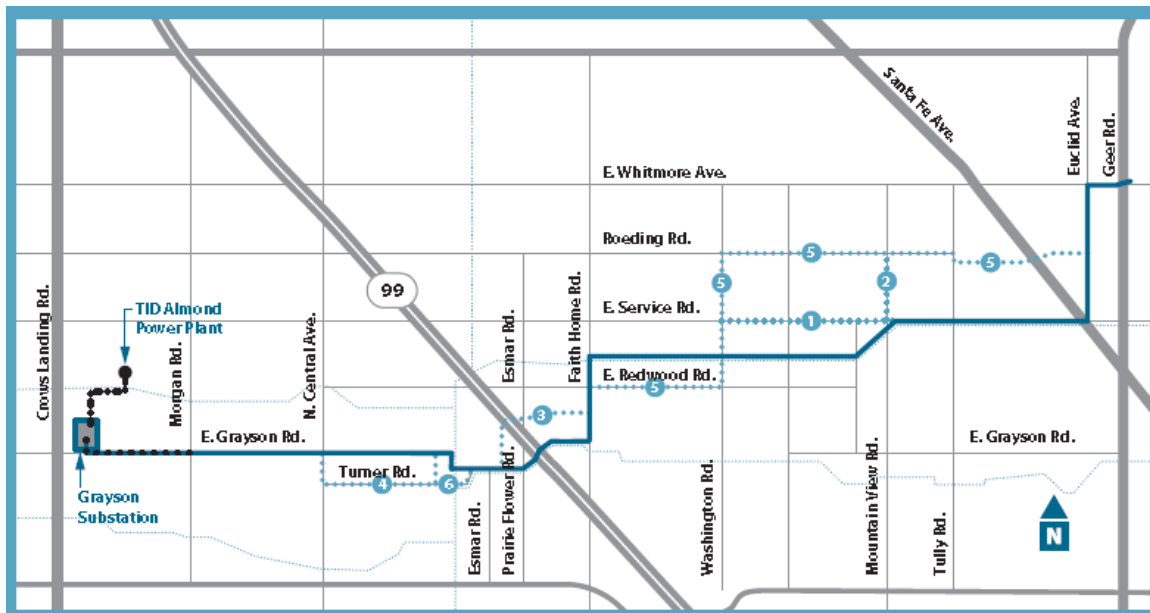 Santa Fe Ave.
Euclid Ave.
Geer Rd.
E. Whitmore Ave.
Roeding Rd.
5
5
99
Crows Landing Rd.
TID Almond
Power Plant
Morgan Rd.
N. Central Ave.
Esmar Rd.
Faith Home Rd.
5
2
E. Service Rd.
1
E. Redwood Rd.
5
3
E. Grayson Rd.
E. Grayson Rd.
Turner Rd.
4
6
Grayson
Substation
Esmar Rd.
Prairie Flower Rd.
Washington Rd.
Mountain View Rd.
Tully Rd.
N